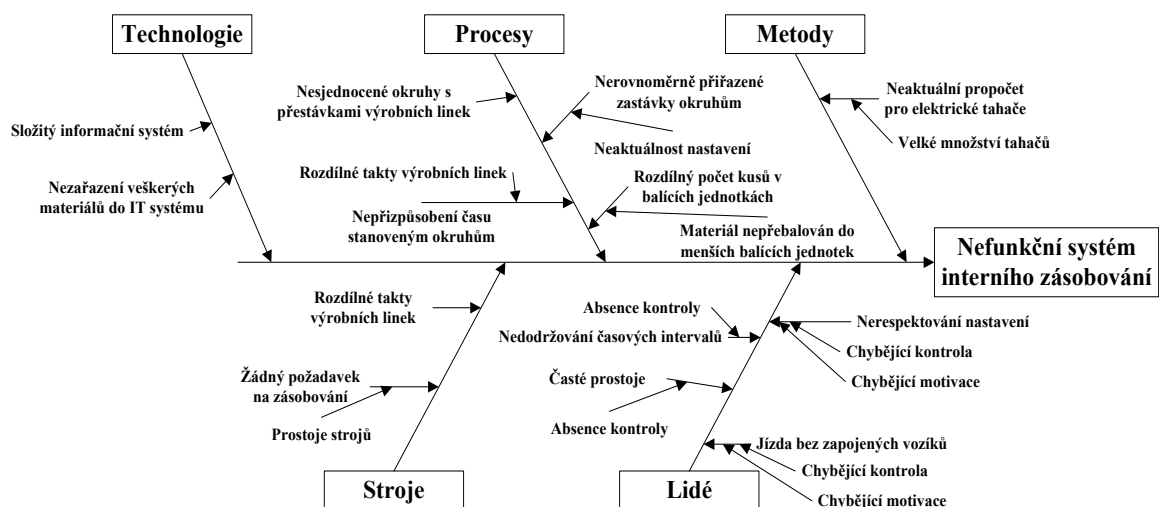 Technologie
Procesy
Metody
Nesjednocené okruhy s
přestávkami výrobních linek
Nerovnoměrně přiřazené
zastávky okruhům
Neaktuální propočet
pro elektrické tahače
Složitý informační systém
Velké množství tahačů
Neaktuálnost nastavení
Rozdílné takty výrobních linek
Nezařazení veškerých
materiálů do IT systému
Rozdílný počet kusů v
balících jednotkách
Nepřizpůsobení času
stanoveným okruhům
Materiál nepřebalován do
menších balících jednotek
Nefunkční systém
interního zásobování
Rozdílné takty
výrobních linek
Absence kontroly
Nedodržování časových intervalů
Nerespektování nastavení
Chybějící kontrola
Chybějící motivace
Žádný požadavek
na zásobování
Časté prostoje
Prostoje strojů
Absence kontroly
Jízda bez zapojených vozíků
Chybějící kontrola
Chybějící motivace
Stroje
Lidé